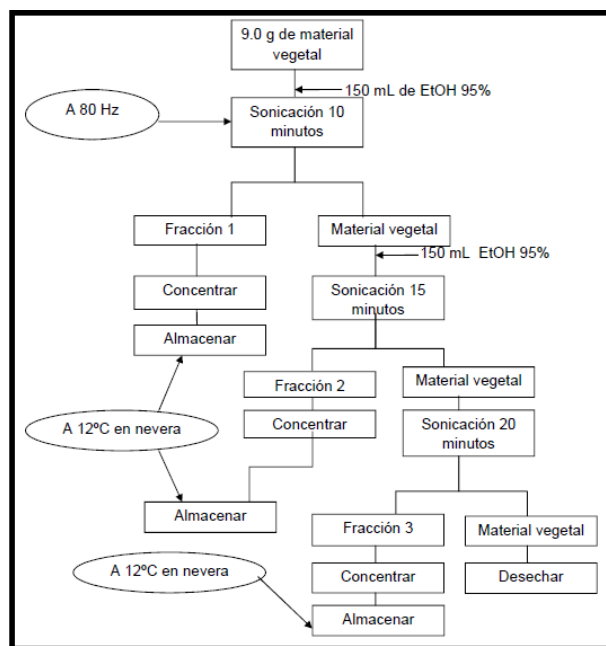 9.0 g de material
vegetal
150 mL de EtOH 95%
A 80 Hz
Sonicación 10
minutos
Fracción 1
Material vegetal
150 mL EtOH 95%
Concentrar
Sonicación 15
minutos
Almacenar
Fracción 2
Material vegetal
A 12ºC en nevera
Concentrar
Sonicación 20
minutos
Almacenar
Fracción 3
Material vegetal
A 12ºC en nevera
Concentrar
Desechar
Almacenar